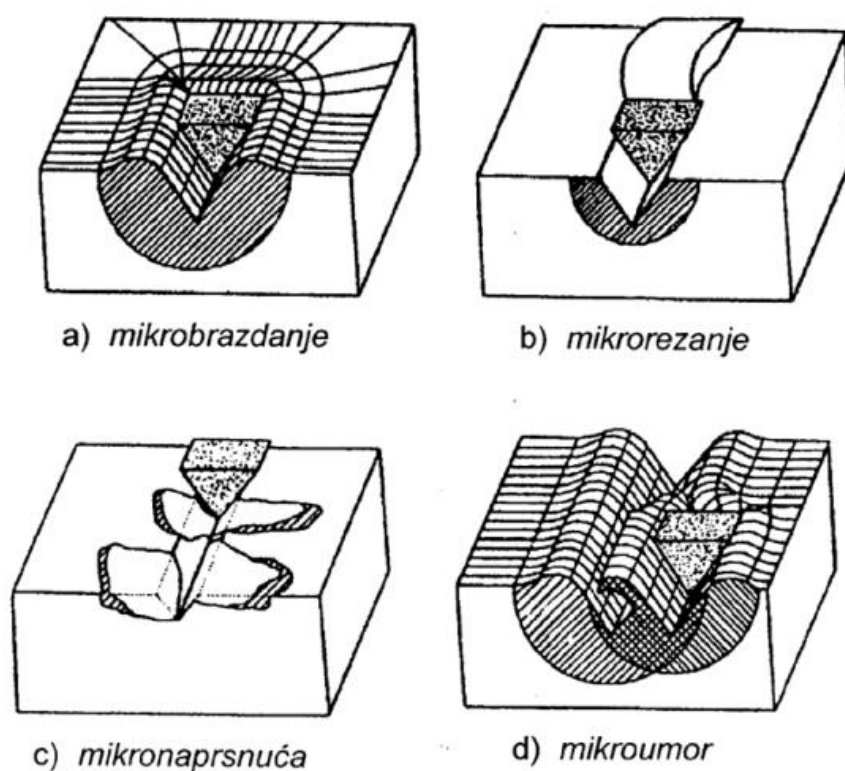 a) mikrobrazdanje
b) mikrorezanje
c) mikronaprsnuća
d) mikroumor